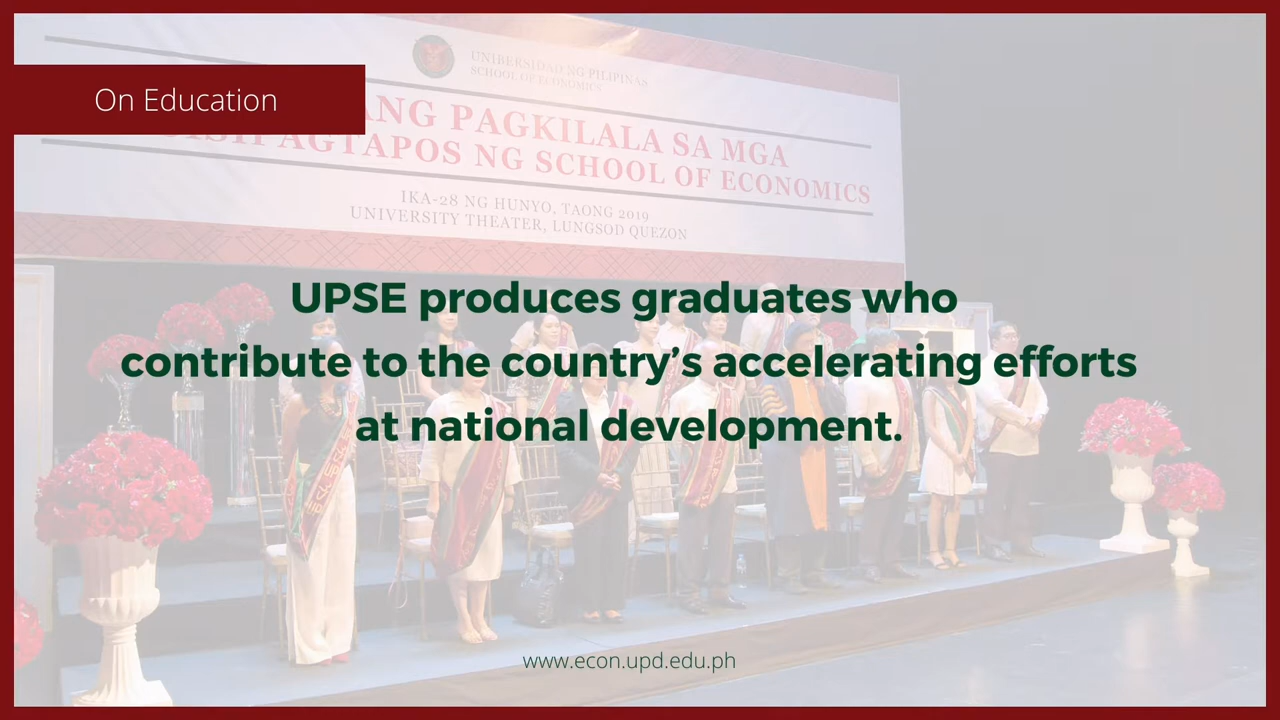 UNIBERSIDAD NG PILIPINAS
SCHOOL OF ECONOMICS
On Education
PAGKILALA SA MGA
NG SCHOOL OF ECONOMICS
IKA-28 NG HUNYO, TAONG 2019
UNIVERSITY THEATER, LUNGSOD QUEZON
UPSE produces graduates who
contribute to the country’s accelerating efforts
at national development.
www.econ.upd.edu.ph